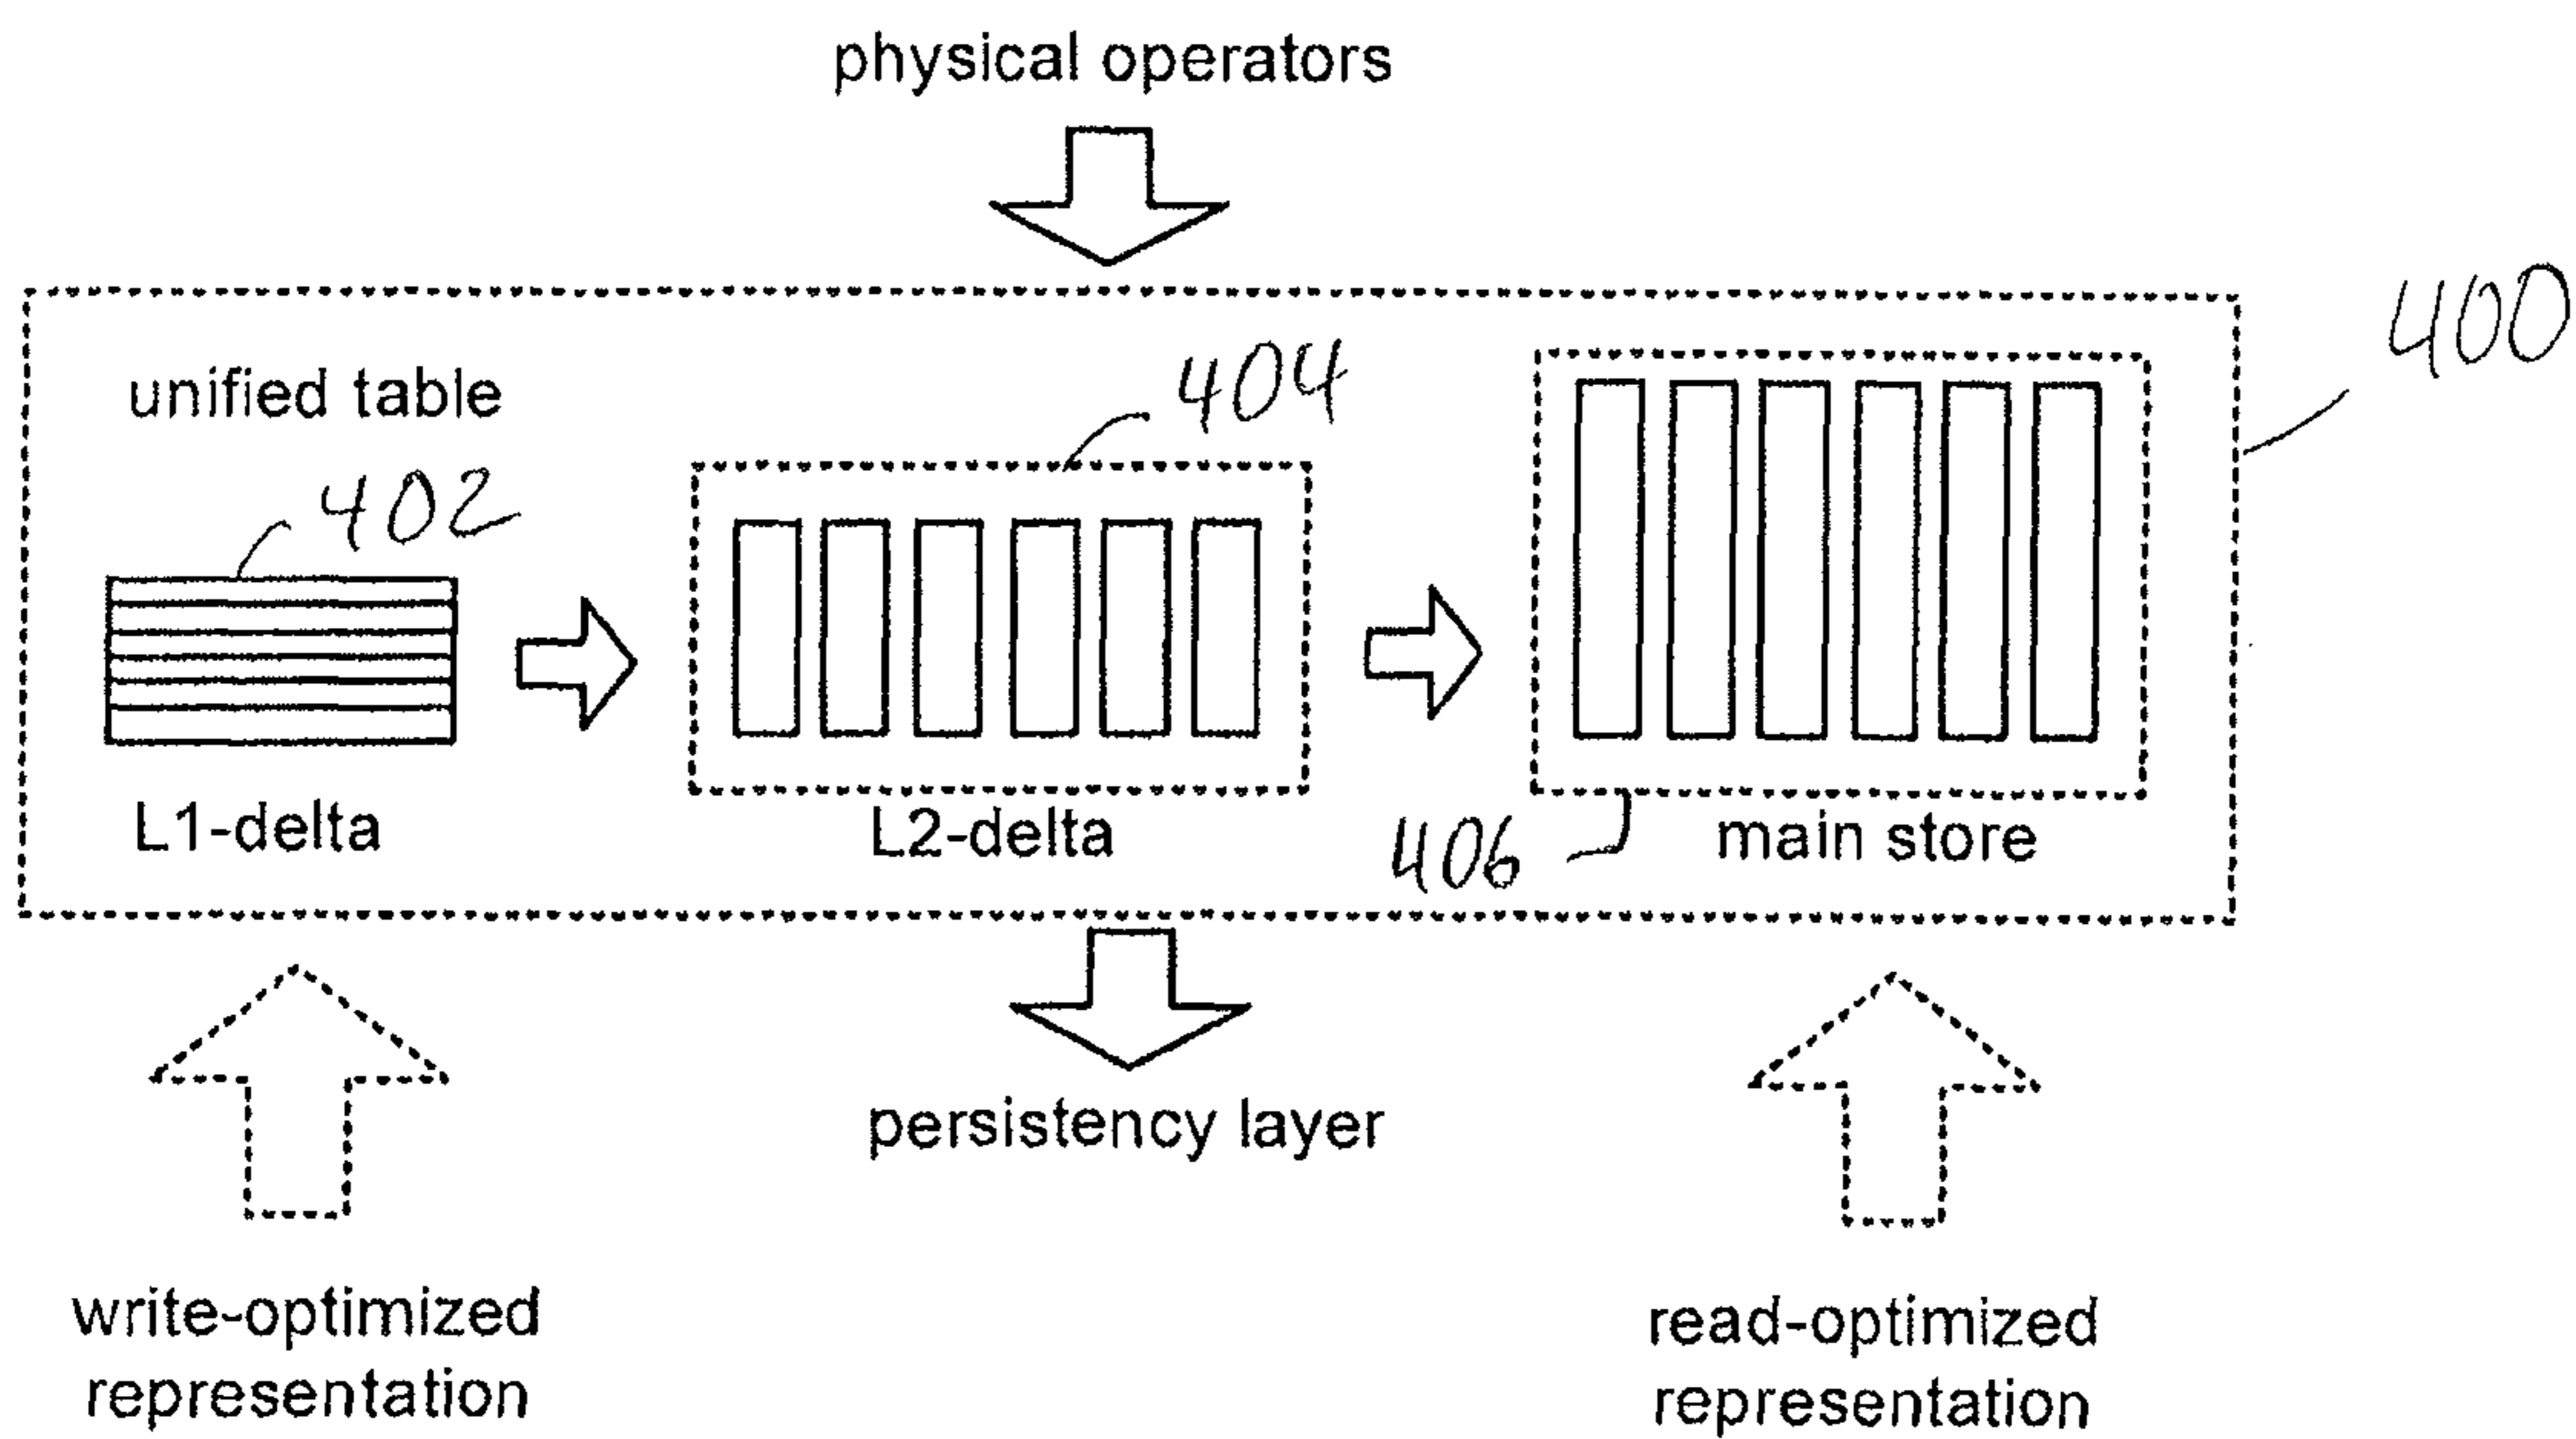 physical operators
400
unified table
404
402
L1-delta
L2-delta
406
main store
persistency layer
write-optimized
representation
read-optimized
representation